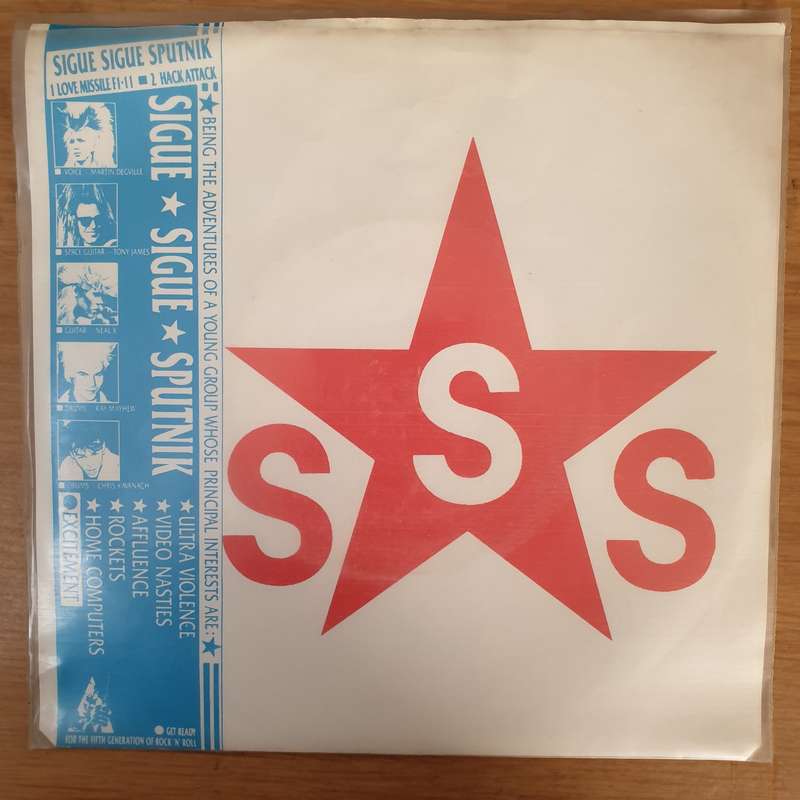 SIGUE SIGUE SPUTNIK
1 LOVE MISSILE F1-11 ■ 2 HACK ATTACK
VOICE - MARTIN DEGVILLE
SPACE GUITAR - TONY JAMES
GUITAR - NEAL X
DRUMS - RAY MAYHEW
DRUMS - CHRIS KAVANAGH
SIGUE ★ SIGUE ★ SPUTNIK
★ BEING THE ADVENTURES OF A YOUNG GROUP WHOSE PRINCIPAL INTERESTS ARE: ★
★ ULTRA VIOLENCE
★ VIDEO NASTIES
★ AFFLUENCE
★ ROCKETS
★ HOME COMPUTERS
EXCITEMENT
GET READY
FOR THE FIFTH GENERATION OF ROCK 'N' ROLL
S S S